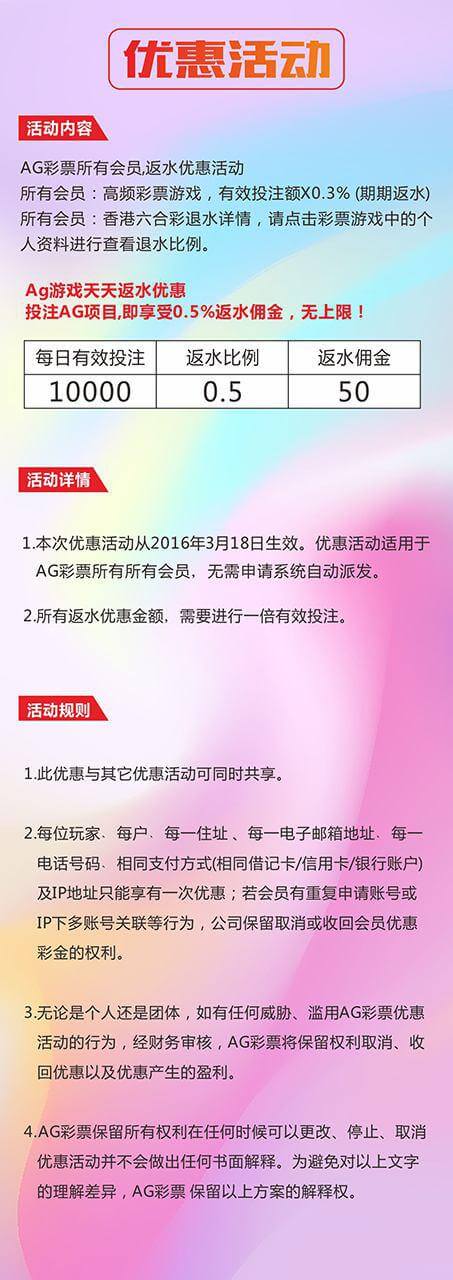 优惠活动
活动内容
AG彩票所有会员,返水优惠活动
所有会员：高频彩票游戏，有效投注额X0.3% (期期返水)
所有会员：香港六合彩退水详情，请点击彩票游戏中的个
人资料进行查看退水比例。
Ag游戏天天返水优惠
投注AG项目,即享受0.5%返水佣金，无上限！
每日有效投注 返水比例 返水佣金
10000 0.5 50
活动详情
1.本次优惠活动从2016年3月18日生效。优惠活动适用于
AG彩票所有所有会员，无需申请系统自动派发。
2.所有返水优惠金额，需要进行一倍有效投注。
活动规则
1.此优惠与其它优惠活动可同时共享。
2.每位玩家、每户、每一住址 、每一电子邮箱地址、每一
电话号码、相同支付方式(相同借记卡/信用卡/银行账户)
及IP地址只能享有一次优惠；若会员有重复申请账号或
IP下多账号关联等行为，公司保留取消或收回会员优惠
彩金的权利。
3.无论是个人还是团体，如有任何威胁、滥用AG彩票优惠
活动的行为，经财务审核，AG彩票将保留权利取消、收
回优惠以及优惠产生的盈利。
4.AG彩票保留所有权利在任何时候可以更改、停止、取消
优惠活动并不会做出任何书面解释。为避免对以上文字
的理解差异，AG彩票 保留以上方案的解释权。